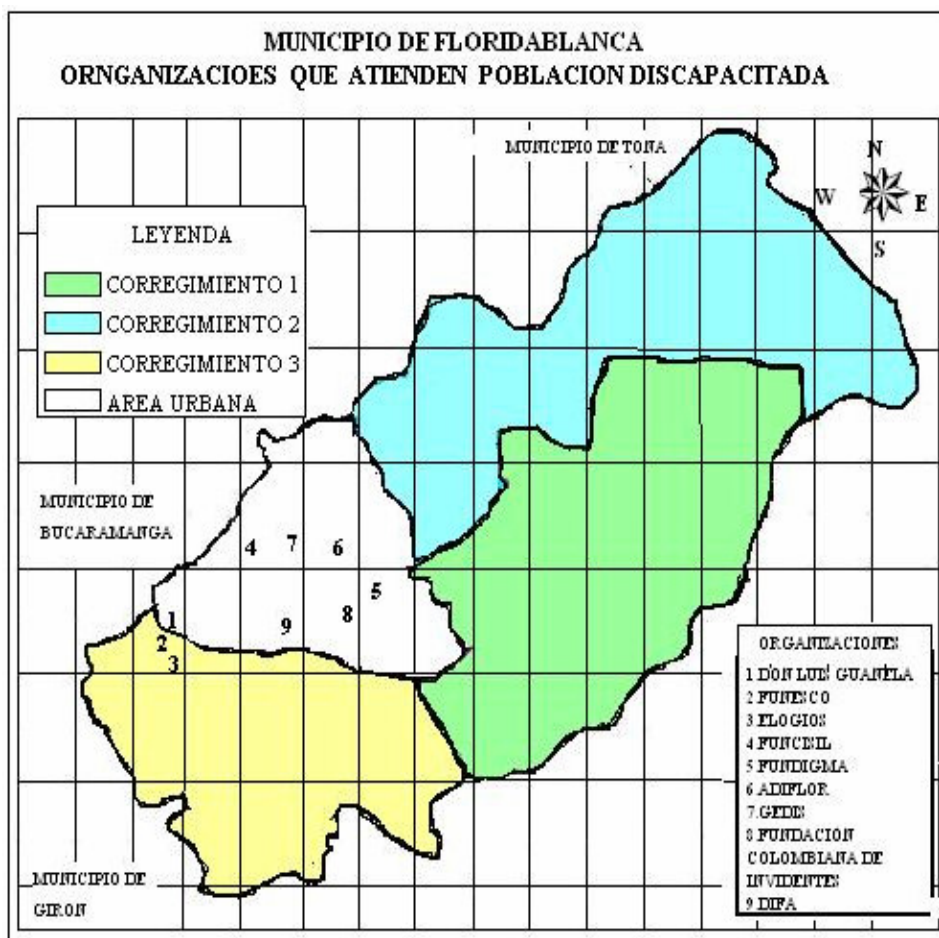 MUNICIPIO DE FLORIDABLANCA
ORNGANIZACIOES QUE ATIENDEN POBLACION DISCAPACITADA
MUNICIPIO DE TONA
N
W
E
S
LEYENDA
CORREGIMIENTO 1
CORREGIMIENTO 2
CORREGIMIENTO 3
AREA URBANA
MUNICIPIO DE
BUCARAMANGA
4
7
6
5
8
9
1
2
3
MUNICIPIO DE
GIRON
ORGANIZACIONES
1 DON LUIS GUANELA
2 FUNESCO
3 ELOGIOS
4 FUNCISIL
5 FUNDIGMA
6 ADIFLOR
7 GEDIS
8 FUNDACION
COLOMBIANA DE
INVIDENTES
9 DIFA